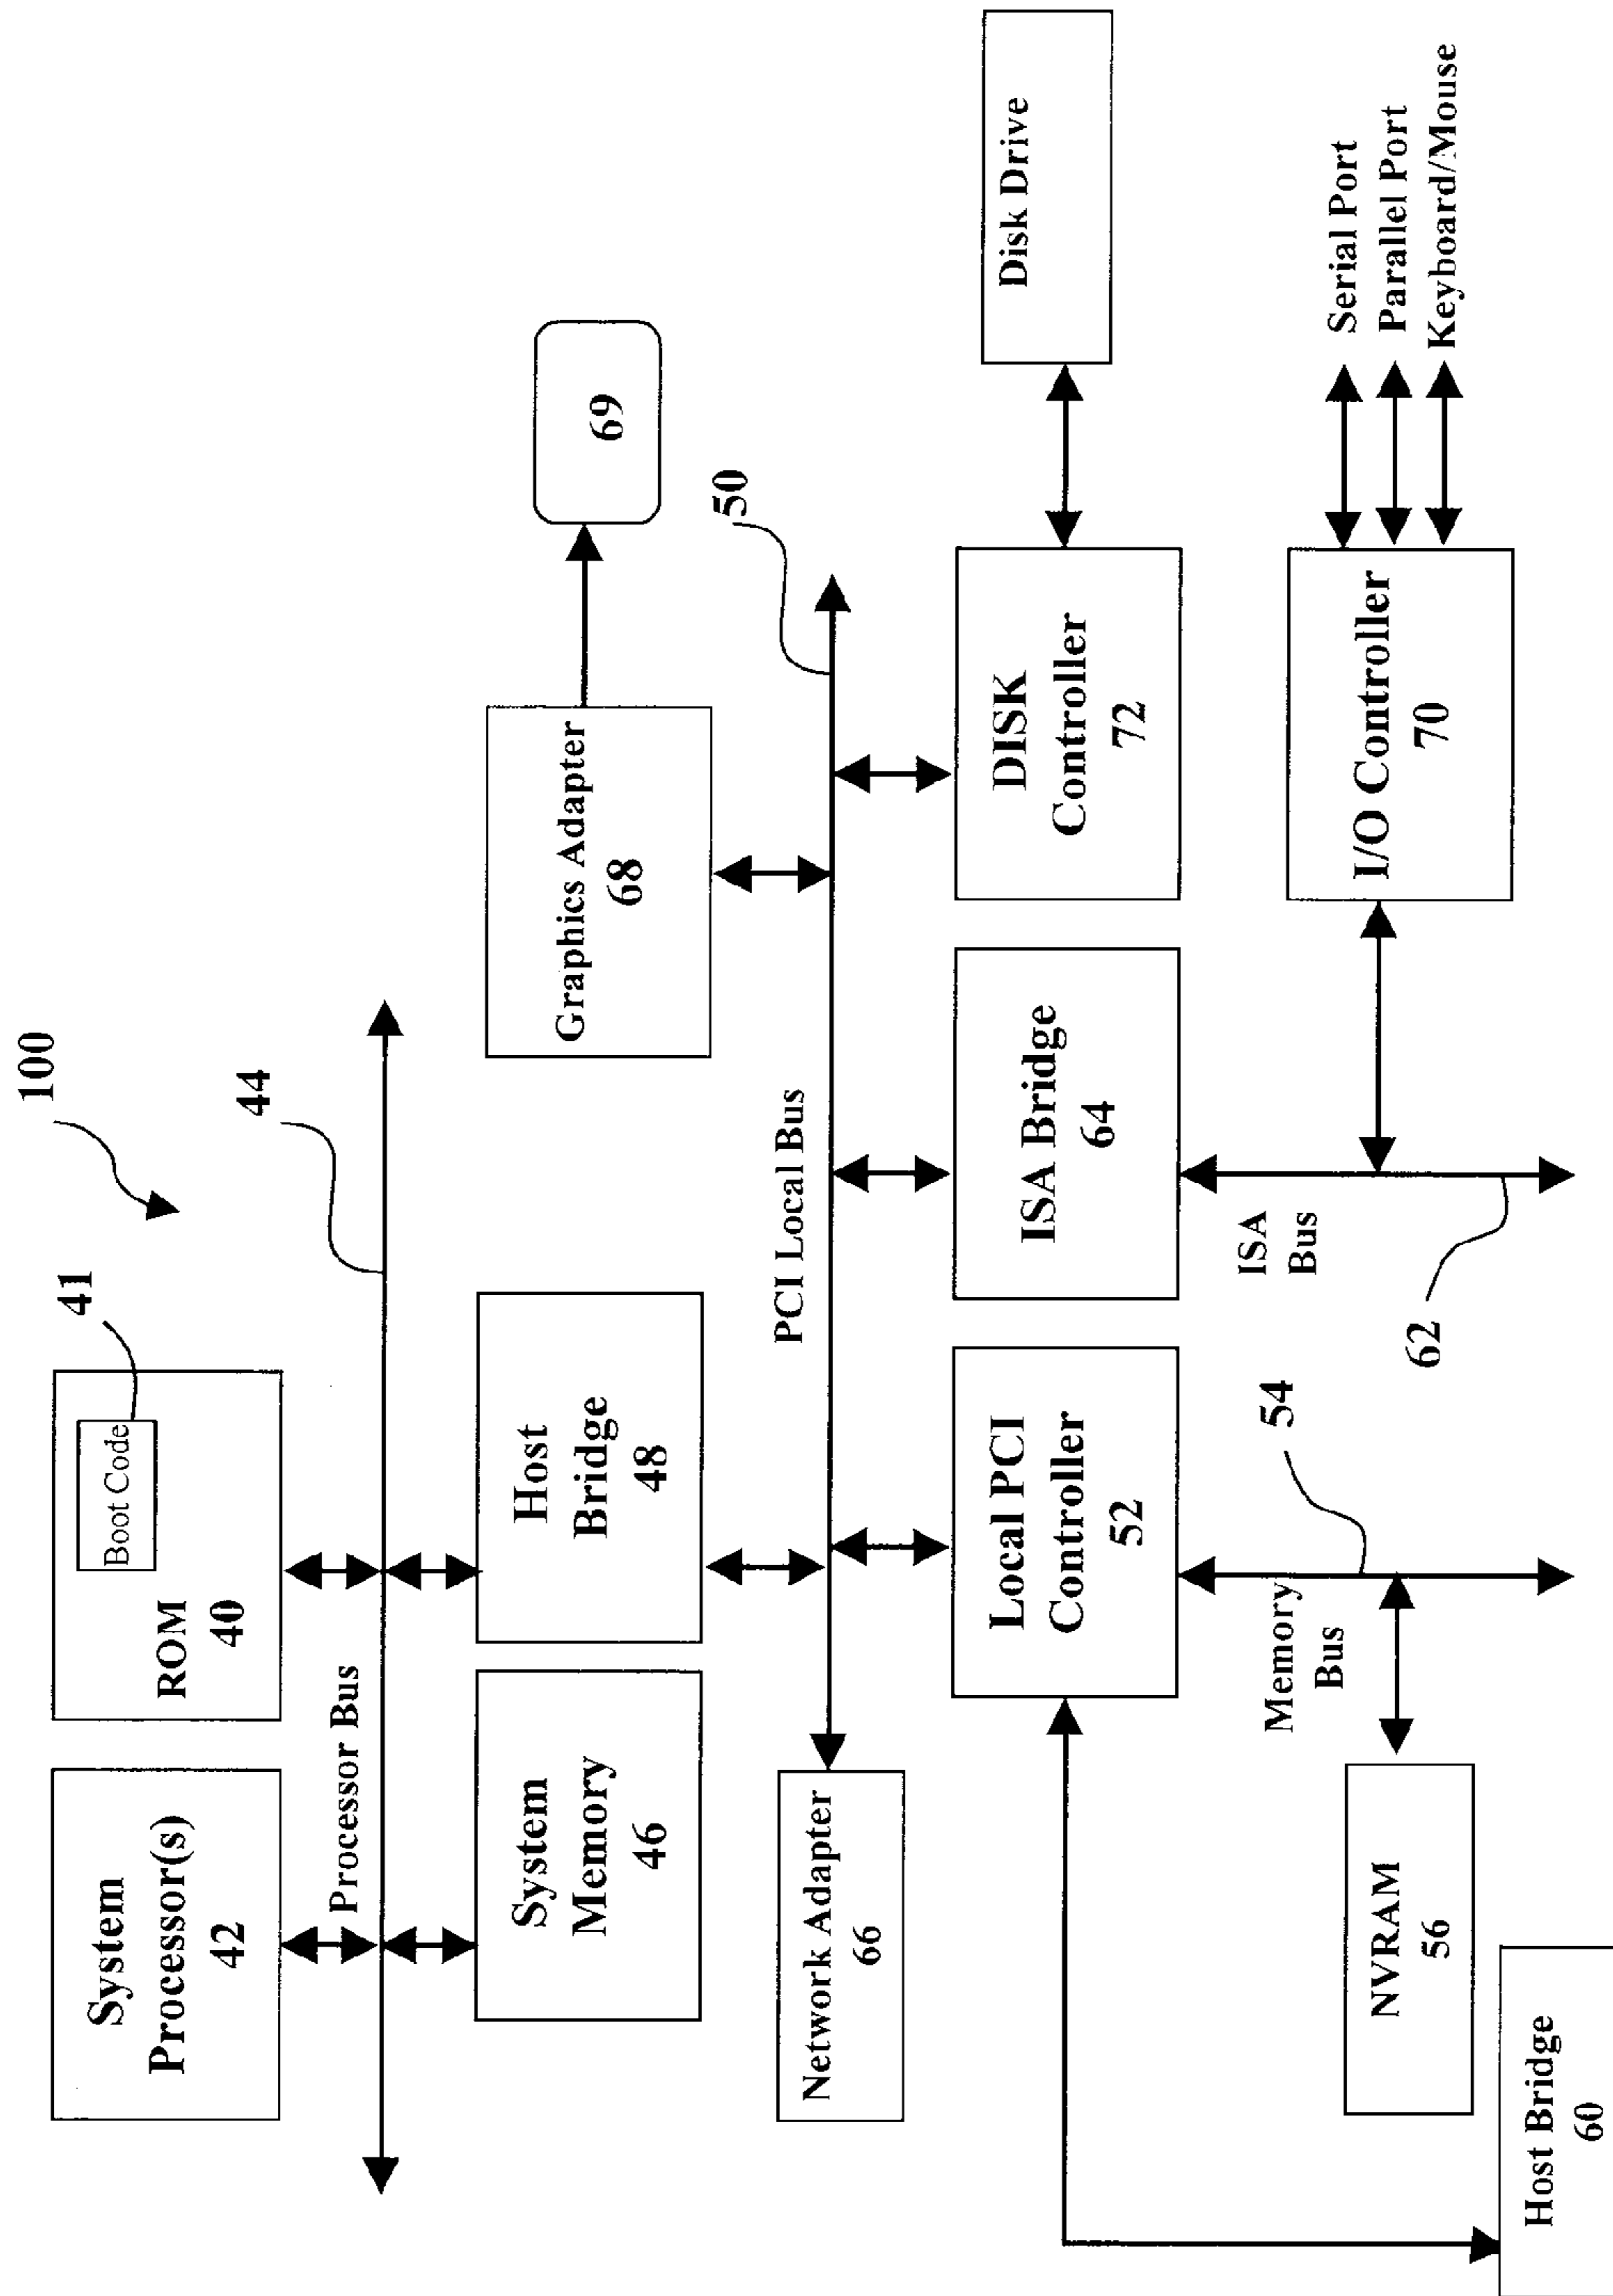 100
System
Processor(s)
42
ROM
40
Boot Code
41
Processor Bus
44
System
Memory
46
Host
Bridge
48
Graphics Adapter
68
69
Network Adapter
66
PCI Local Bus
50
Local PCI
Controller
52
ISA Bridge
64
DISK
Controller
72
Disk Drive
Memory
Bus
54
ISA
Bus
62
I/O Controller
70
Serial Port
Parallel Port
Keyboard/Mouse
NVRAM
56
Host Bridge
60